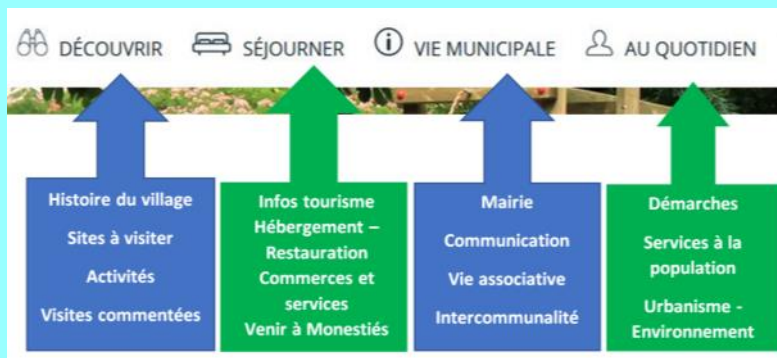 DÉCOUVRIR SÉJOURNER VIE MUNICIPALE AU QUOTIDIEN
Histoire du village
Sites à visiter
Activités
Visites commentées
Infos tourisme
Hébergement –
Restauration
Commerces et
services
Venir à Monestiés
Mairie
Communication
Vie associative
Intercommunalité
Démarches
Services à la
population
Urbanisme -
Environnement